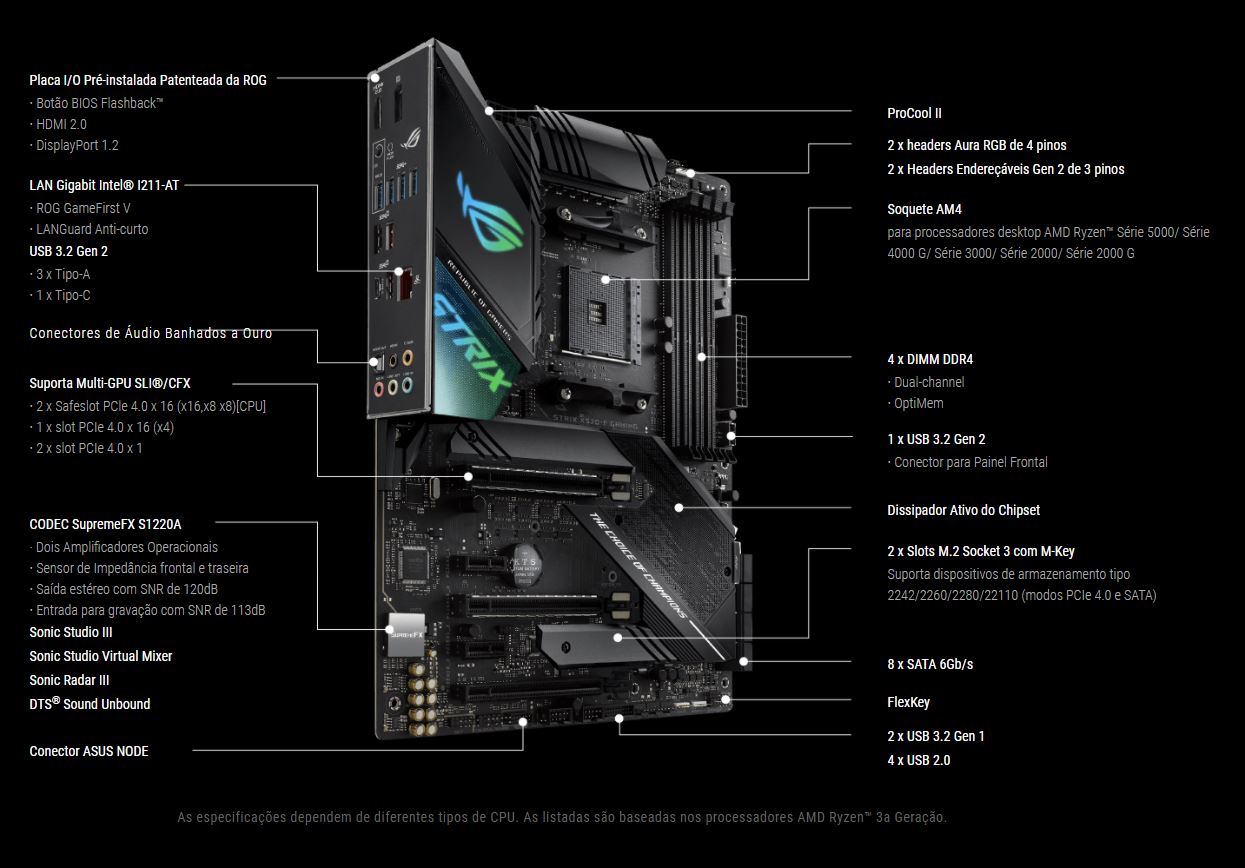 Placa I/O Pré-instalada Patenteada da ROG
· Botão BIOS Flashback™
· HDMI 2.0
· DisplayPort 1.2
LAN Gigabit Intel® I211-AT
· ROG GameFirst V
· LANGuard Anti-curto
USB 3.2 Gen 2
· 3 x Tipo-A
· 1 x Tipo-C
Conectores de Áudio Banhados a Ouro
Suporta Multi-GPU SLI®/CFX
· 2 x Safeslot PCIe 4.0 x 16 (x16,x8 x8)[CPU]
· 1 x slot PCIe 4.0 x 16 (x4)
· 2 x slot PCIe 4.0 x 1
CODEC SupremeFX S1220A
· Dois Amplificadores Operacionais
· Sensor de Impedância frontal e traseira
· Saída estéreo com SNR de 120dB
· Entrada para gravação com SNR de 113dB
Sonic Studio III
Sonic Studio Virtual Mixer
Sonic Radar III
DTS® Sound Unbound
Conector ASUS NODE
REPUBLIC OF GAMERS
STRIX
STRIX X570-F GAMING
THE CHOICE OF CHAMPIONS
KTS
SUPREMEFX
ProCool II
2 x headers Aura RGB de 4 pinos
2 x Headers Endereçáveis Gen 2 de 3 pinos
Soquete AM4
para processadores desktop AMD Ryzen™ Série 5000/ Série
4000 G/ Série 3000/ Série 2000/ Série 2000 G
4 x DIMM DDR4
· Dual-channel
· OptiMem
1 x USB 3.2 Gen 2
· Conector para Painel Frontal
Dissipador Ativo do Chipset
2 x Slots M.2 Socket 3 com M-Key
Suporta dispositivos de armazenamento tipo
2242/2260/2280/22110 (modos PCIe 4.0 e SATA)
8 x SATA 6Gb/s
FlexKey
2 x USB 3.2 Gen 1
4 x USB 2.0
As especificações dependem de diferentes tipos de CPU. As listadas são baseadas nos processadores AMD Ryzen™ 3a Geração.